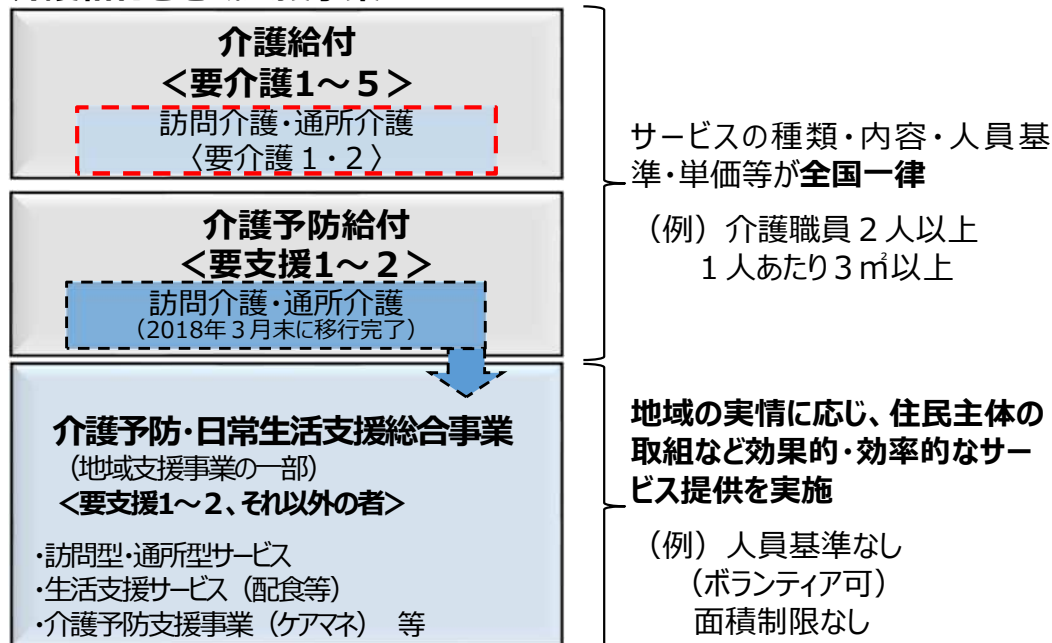 介護給付
＜要介護1～５＞
訪問介護・通所介護
〈要介護１・２〉
介護予防給付
＜要支援1～２＞
訪問介護・通所介護
（2018年３月末に移行完了）
介護予防・日常生活支援総合事業
（地域支援事業の一部）
＜要支援1～２、それ以外の者＞
・訪問型・通所型サービス
・生活支援サービス（配食等）
・介護予防支援事業（ケアマネ）　等
サービスの種類・内容・人員基
準・単価等が全国一律
（例）介護職員２人以上
１人あたり３㎡以上
地域の実情に応じ、住民主体の
取組など効果的・効率的なサー
ビス提供を実施
（例）人員基準なし
（ボランティア可）
面積制限なし